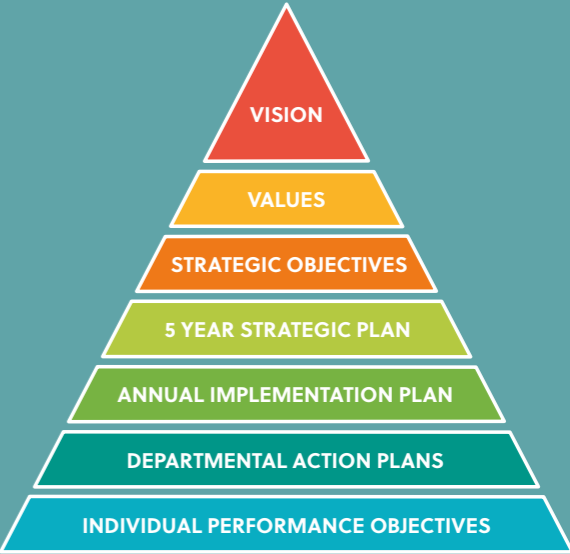 VISION
VALUES
STRATEGIC OBJECTIVES
5 YEAR STRATEGIC PLAN
ANNUAL IMPLEMENTATION PLAN
DEPARTMENTAL ACTION PLANS
INDIVIDUAL PERFORMANCE OBJECTIVES